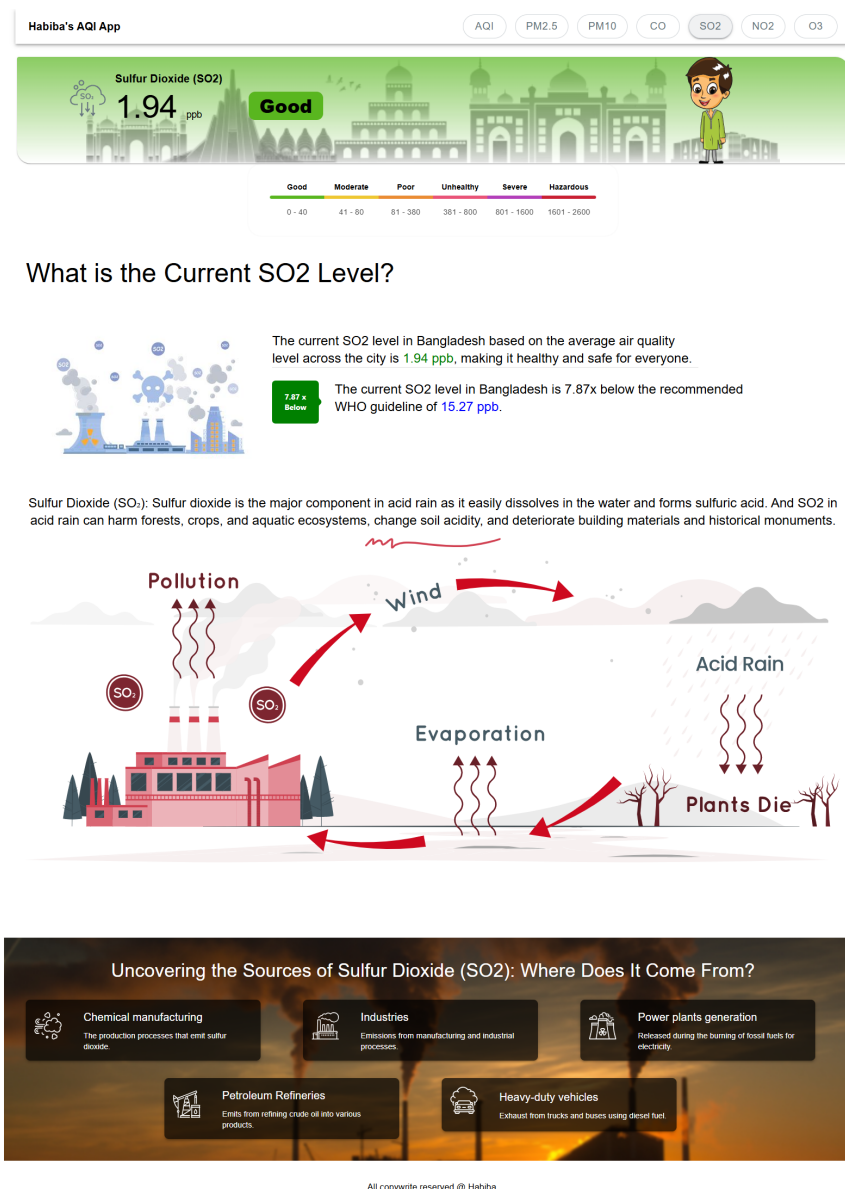 Habiba's AQI App
AQI
PM2.5
PM10
CO
SO2
NO2
O3
Sulfur Dioxide (SO2)
SO₂
1.94 ppb
Good
Good Moderate Poor Unhealthy Severe Hazardous
0 - 40 41 - 80 81 - 380 381 - 800 801 - 1600 1601 - 2600
What is the Current SO2 Level?
SO2
SO2
SO2
SO2
SO2
SO2
The current SO2 level in Bangladesh based on the average air quality
level across the city is 1.94 ppb, making it healthy and safe for everyone.
7.87 x
Below
The current SO2 level in Bangladesh is 7.87x below the recommended
WHO guideline of 15.27 ppb.
Sulfur Dioxide (SO₂): Sulfur dioxide is the major component in acid rain as it easily dissolves in the water and forms sulfuric acid. And SO2 in
acid rain can harm forests, crops, and aquatic ecosystems, change soil acidity, and deteriorate building materials and historical monuments.
Pollution
Wind
SO₂
SO₂
Acid Rain
Evaporation
Plants Die
Uncovering the Sources of Sulfur Dioxide (SO2): Where Does It Come From?
Chemical manufacturing
The production processes that emit sulfur
dioxide.
Industries
Emissions from manufacturing and industrial
processes.
Power plants generation
Released during the burning of fossil fuels for
electricity.
Petroleum Refineries
Emits from refining crude oil into various
products.
Heavy-duty vehicles
Exhaust from trucks and buses using diesel fuel.
All copywrite reserved @ Habiba